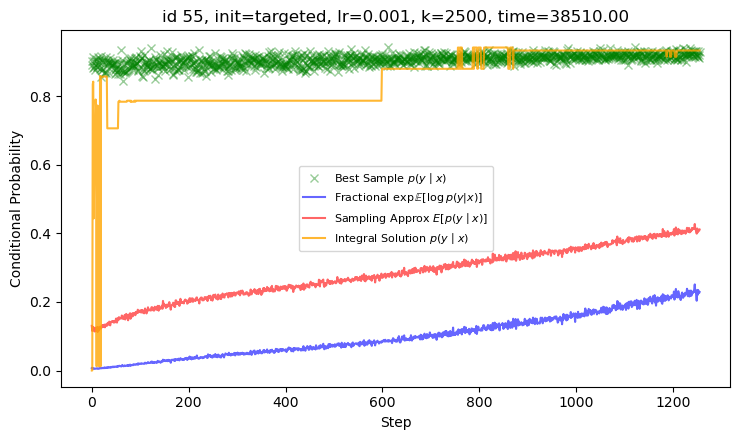 id 55, init=targeted, lr=0.001, k=2500, time=38510.00
Conditional Probability
0.8
0.6
0.4
0.2
0.0
Best Sample p(y | x)
Fractional exp𝔼[log p(y|x)]
Sampling Approx E[p(y | x)]
Integral Solution p(y | x)
0 200 400 600 800 1000 1200
Step